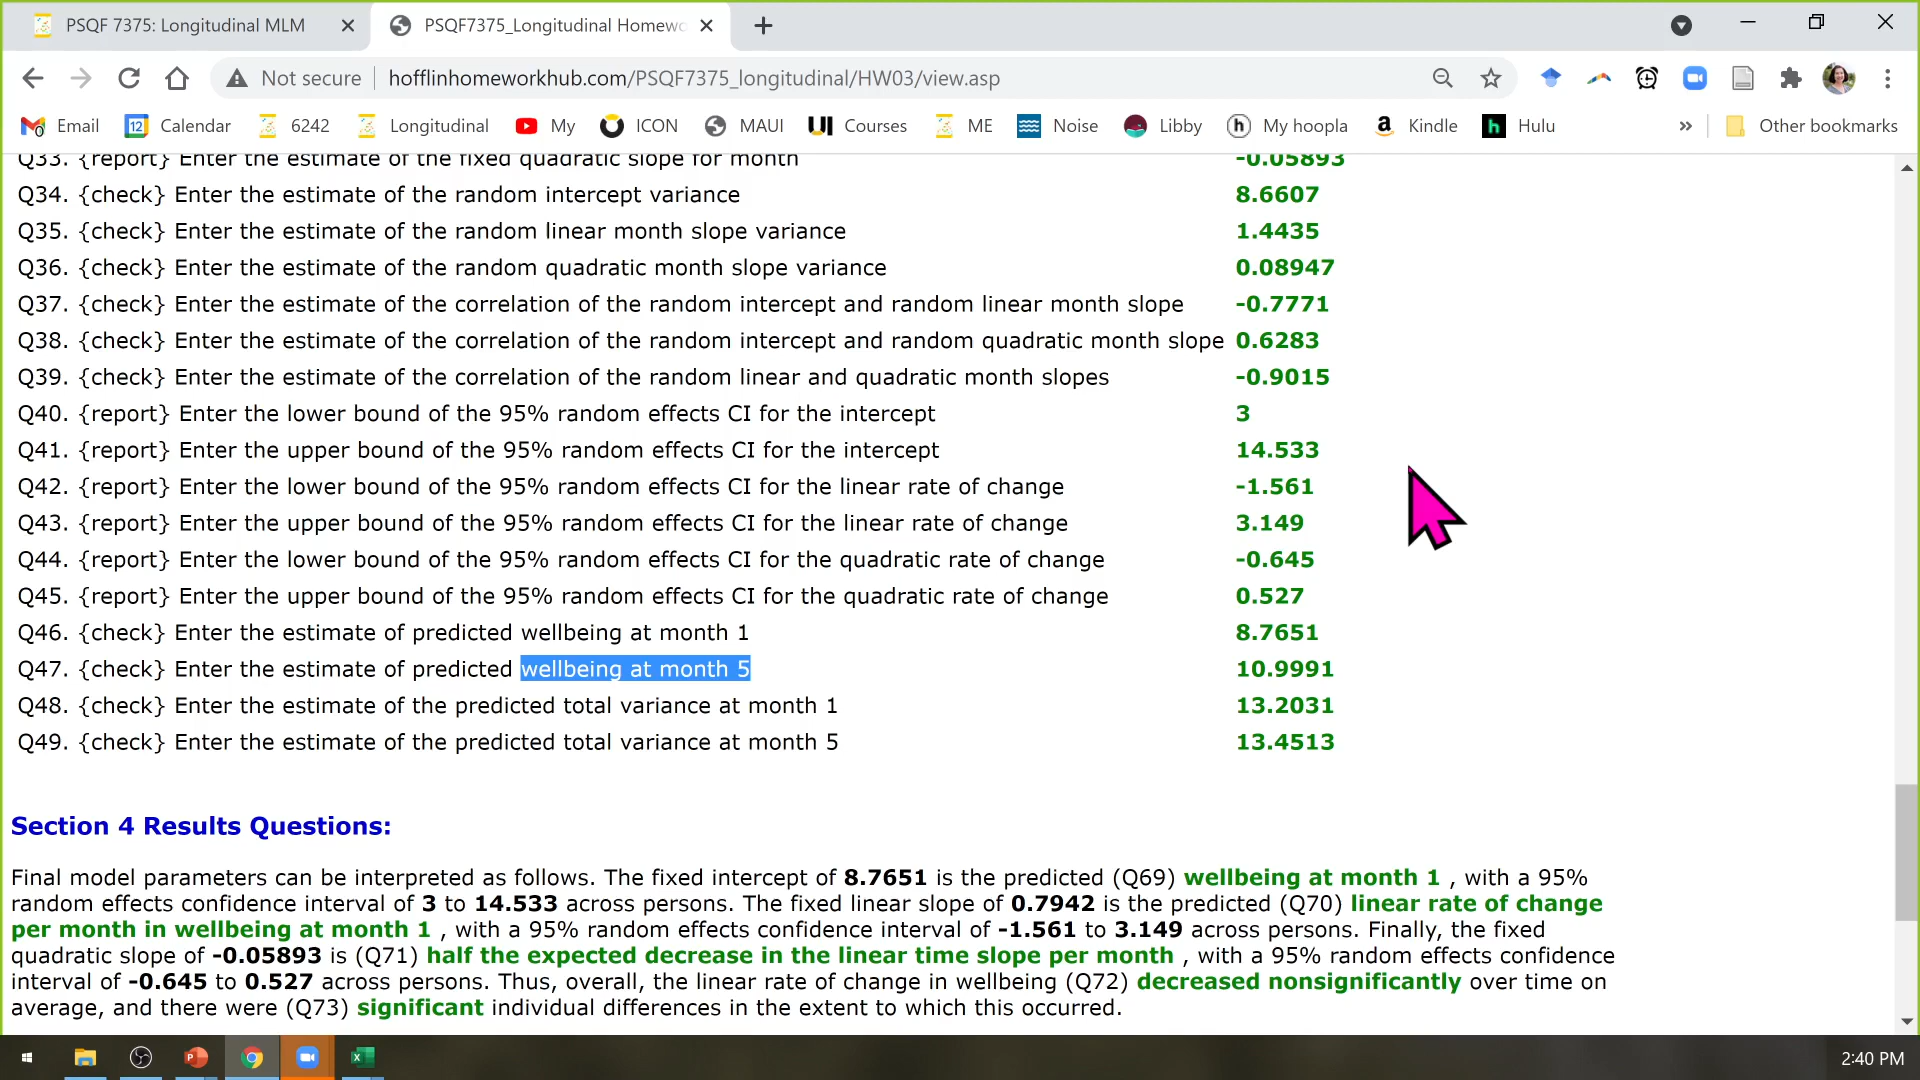 PSQF 7375: Longitudinal MLM
PSQF7375_Longitudinal Homewo
Not secure
hofflinhomeworkhub.com/PSQF7375_longitudinal/HW03/view.asp
Email
12
Calendar
6242
Longitudinal
My
ICON
MAUI
Courses
ME
Noise
Libby
My hoopla
Kindle
Hulu
»
Other bookmarks
Q33. {report} Enter the estimate of the fixed quadratic slope for month -0.05893
Q34. {check} Enter the estimate of the random intercept variance 8.6607
Q35. {check} Enter the estimate of the random linear month slope variance 1.4435
Q36. {check} Enter the estimate of the random quadratic month slope variance 0.08947
Q37. {check} Enter the estimate of the correlation of the random intercept and random linear month slope -0.7771
Q38. {check} Enter the estimate of the correlation of the random intercept and random quadratic month slope 0.6283
Q39. {check} Enter the estimate of the correlation of the random linear and quadratic month slopes -0.9015
Q40. {report} Enter the lower bound of the 95% random effects CI for the intercept 3
Q41. {report} Enter the upper bound of the 95% random effects CI for the intercept 14.533
Q42. {report} Enter the lower bound of the 95% random effects CI for the linear rate of change -1.561
Q43. {report} Enter the upper bound of the 95% random effects CI for the linear rate of change 3.149
Q44. {report} Enter the lower bound of the 95% random effects CI for the quadratic rate of change -0.645
Q45. {report} Enter the upper bound of the 95% random effects CI for the quadratic rate of change 0.527
Q46. {check} Enter the estimate of predicted wellbeing at month 1 8.7651
Q47. {check} Enter the estimate of predicted wellbeing at month 5 10.9991
Q48. {check} Enter the estimate of the predicted total variance at month 1 13.2031
Q49. {check} Enter the estimate of the predicted total variance at month 5 13.4513
Section 4 Results Questions:
Final model parameters can be interpreted as follows. The fixed intercept of 8.7651 is the predicted (Q69) wellbeing at month 1 , with a 95%
random effects confidence interval of 3 to 14.533 across persons. The fixed linear slope of 0.7942 is the predicted (Q70) linear rate of change
per month in wellbeing at month 1 , with a 95% random effects confidence interval of -1.561 to 3.149 across persons. Finally, the fixed
quadratic slope of -0.05893 is (Q71) half the expected decrease in the linear time slope per month , with a 95% random effects confidence
interval of -0.645 to 0.527 across persons. Thus, overall, the linear rate of change in wellbeing (Q72) decreased nonsignificantly over time on
average, and there were (Q73) significant individual differences in the extent to which this occurred.
2:40 PM